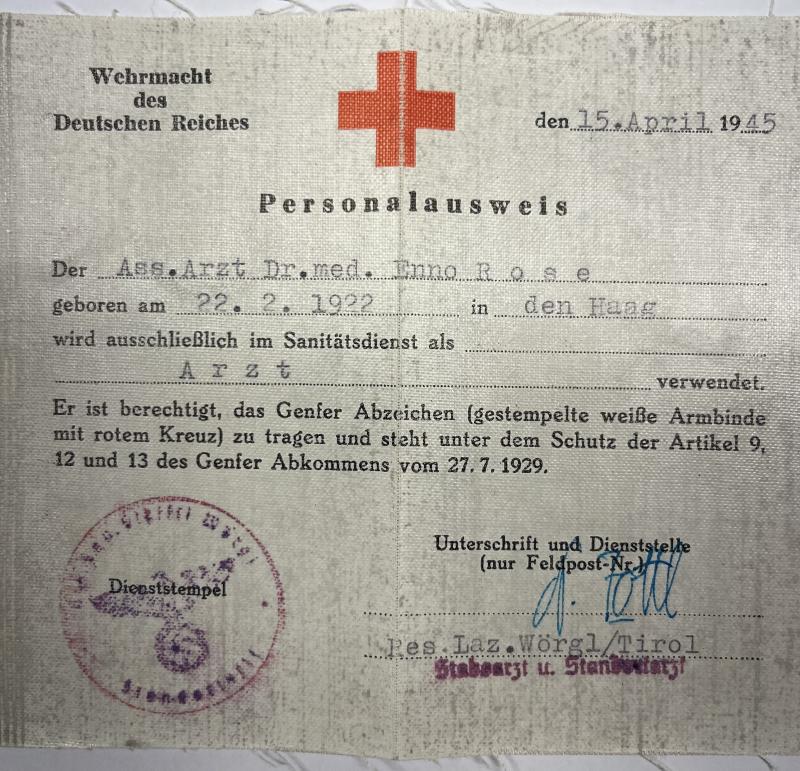 Wehrmacht
des
Deutschen Reiches
den 15.April 1945
Personalausweis
Der Ass.Arzt Dr.med. Enno Rose
geboren am 22. 2. 1922 in den Haag
wird ausschließlich im Sanitätsdienst als
Arzt verwendet.
Er ist berechtigt, das Genfer Abzeichen (gestempelte weiße Armbinde
mit rotem Kreuz) zu tragen und steht unter dem Schutz der Artikel 9,
12 und 13 des Genfer Abkommens vom 27.7.1929.
Unterschrift und Dienststelle
(nur Feldpost-Nr.)
Dienststempel
Res.Laz.Wörgl/Tirol
Stabsarzt u. Standortarzt